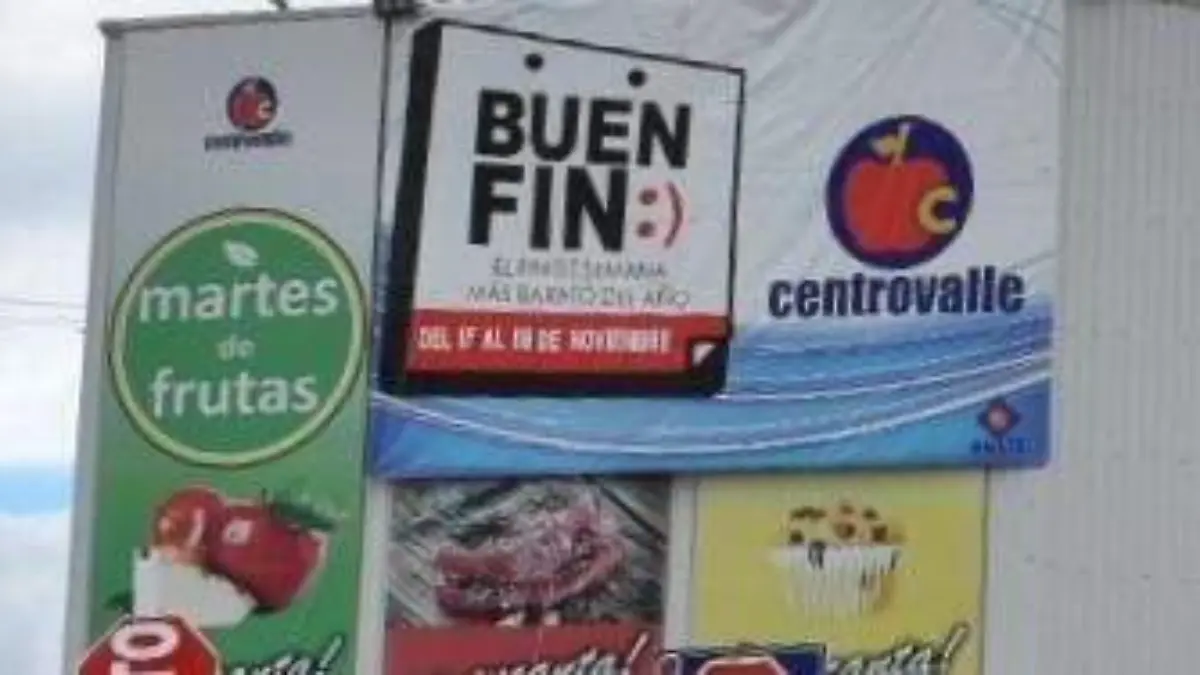 centrovalle
martes
de
frutas
BUEN
FIN:)
EL FIN DE SEMANA
MÁS BARATO DEL AÑO
DEL 17 AL DE NOVIEMBRE
C
centrovalle